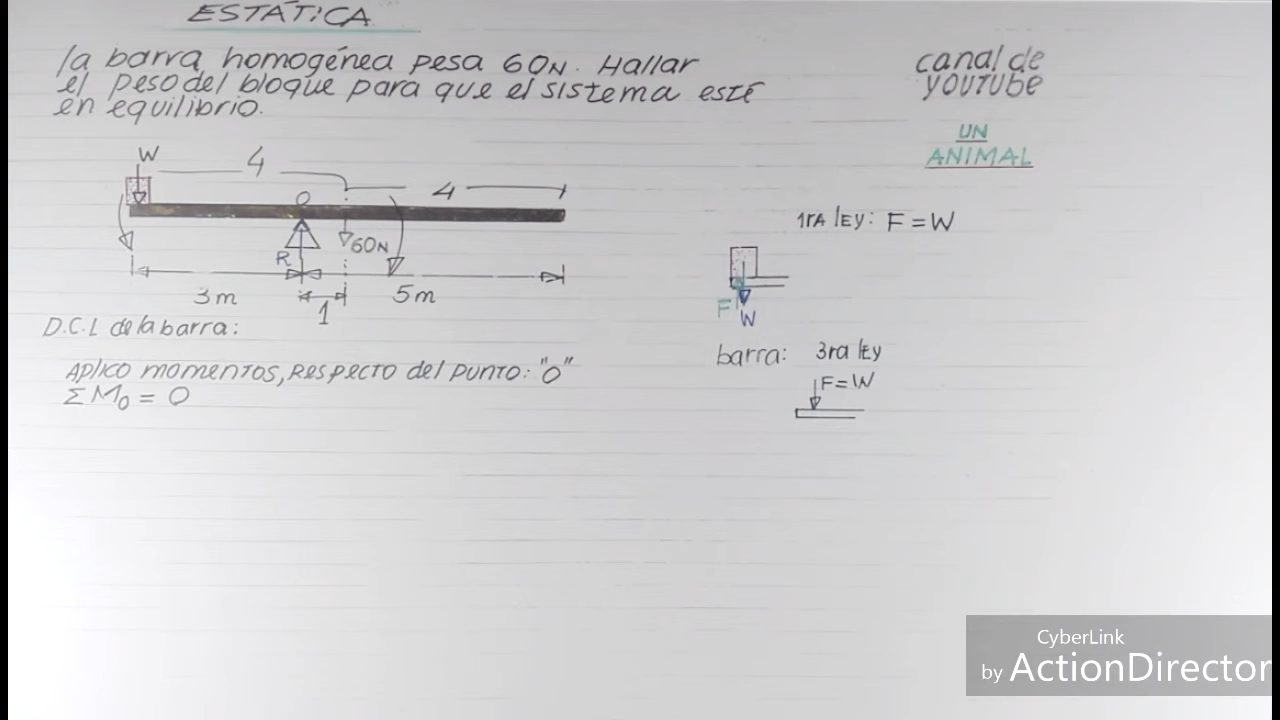 ESTÁTICA
la barra homogénea pesa 60N. Hallar
el peso del bloque para que el sistema esté
en equilibrio.
canal de
YOUTUBE
UN
ANIMAL
W
4
4
O
60N
R
3m
1
5m
D.C.L de la barra:
APlico momentos, RESPECTO del PUNTO: "O"
ΣM₀ = 0
1RA lEY: F = W
F
W
barra: 3ra lEy
F=W
CyberLink
by ActionDirector